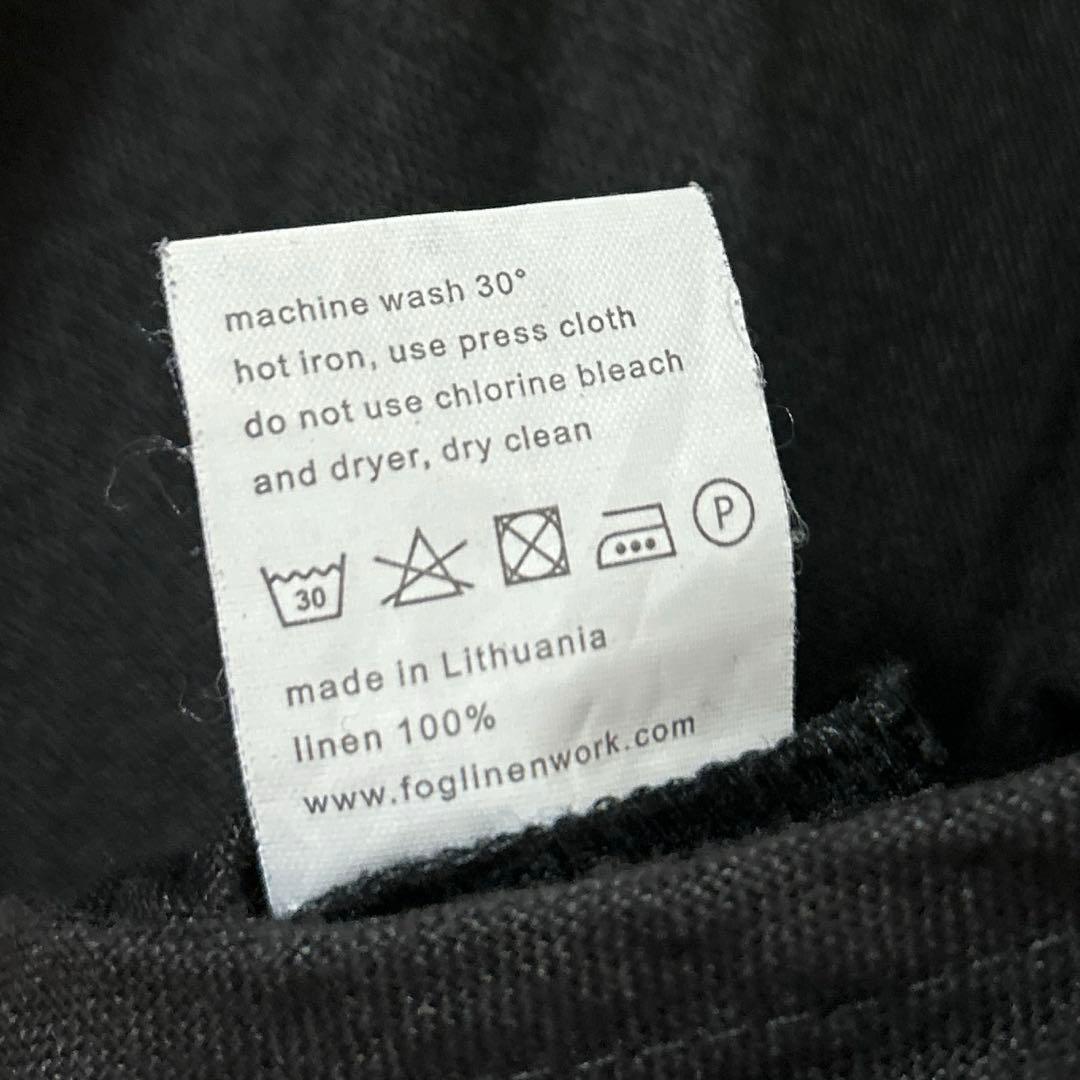 machine wash 30°
hot iron, use press cloth
do not use chlorine bleach
and dryer, dry clean
30 P
made in Lithuania
linen 100%
www.foglinenwork.com